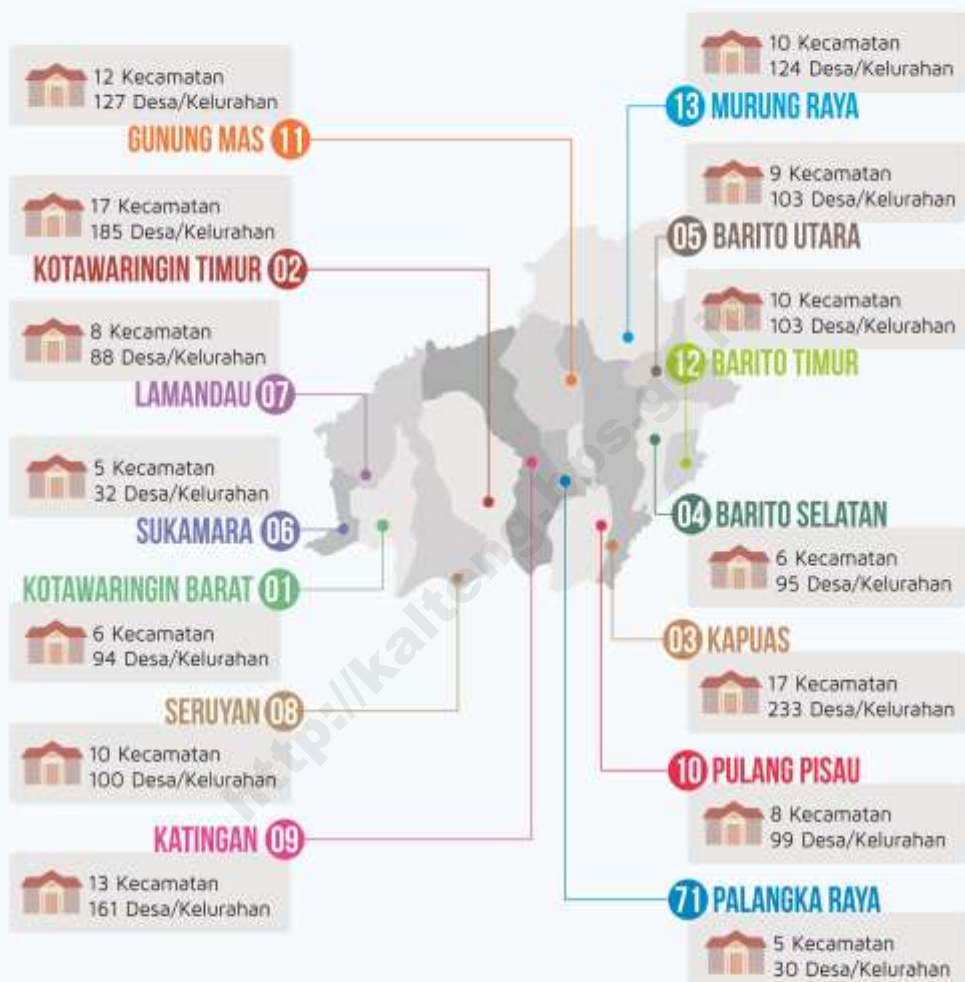 12 Kecamatan
127 Desa/Kelurahan
GUNUNG MAS 11
17 Kecamatan
185 Desa/Kelurahan
KOTAWARINGIN TIMUR 02
8 Kecamatan
88 Desa/Kelurahan
LAMANDAU 07
5 Kecamatan
32 Desa/Kelurahan
SUKAMARA 06
KOTAWARINGIN BARAT 01
6 Kecamatan
94 Desa/Kelurahan
SERUYAN 08
10 Kecamatan
100 Desa/Kelurahan
KATINGAN 09
13 Kecamatan
161 Desa/Kelurahan
10 Kecamatan
124 Desa/Kelurahan
13 MURUNG RAYA
9 Kecamatan
103 Desa/Kelurahan
05 BARITO UTARA
10 Kecamatan
103 Desa/Kelurahan
12 BARITO TIMUR
04 BARITO SELATAN
6 Kecamatan
95 Desa/Kelurahan
03 KAPUAS
17 Kecamatan
233 Desa/Kelurahan
10 PULANG PISAU
8 Kecamatan
99 Desa/Kelurahan
71 PALANGKA RAYA
5 Kecamatan
30 Desa/Kelurahan